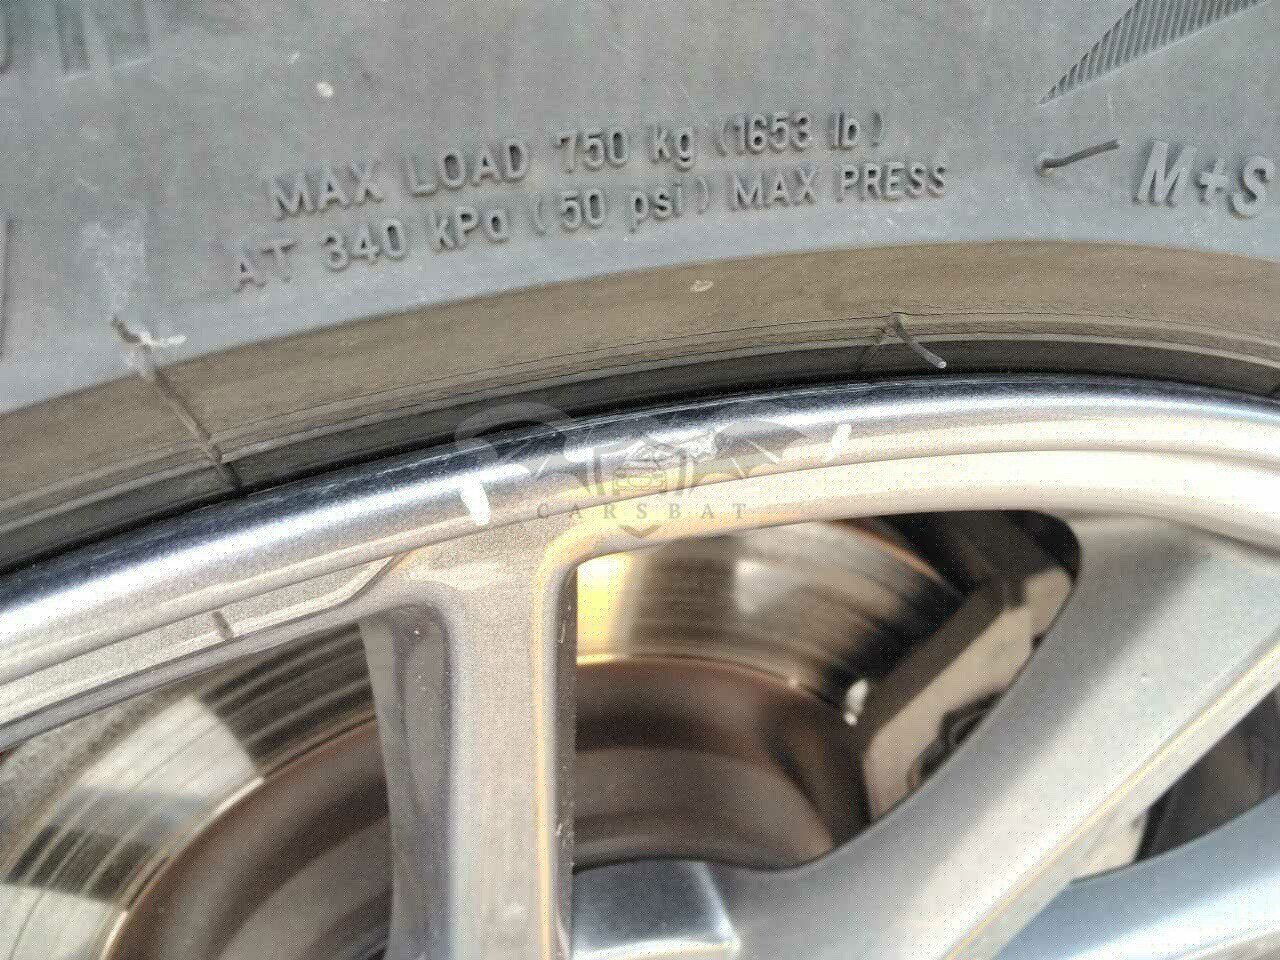 MAX LOAD 750 kg (1653 lb)
AT 340 kPa (50 psi) MAX PRESS
M+S
CARSBAT